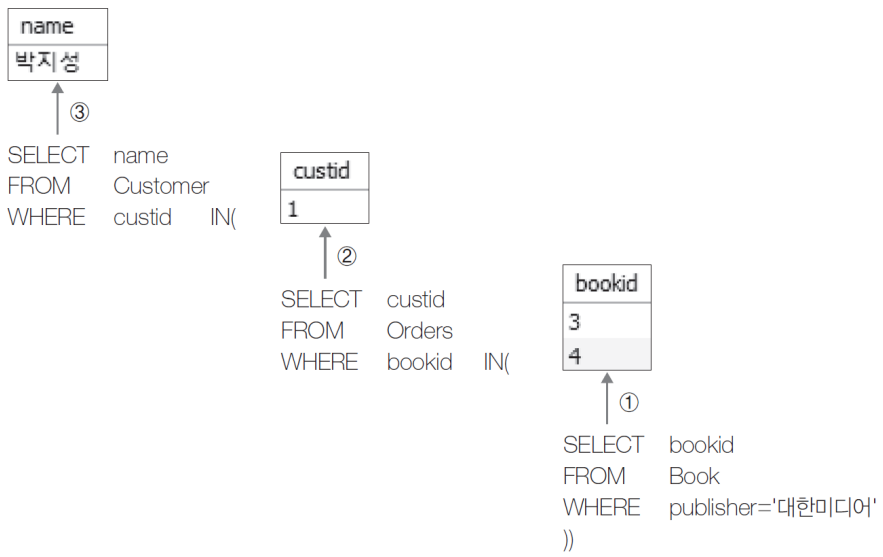 name
박지성
③
SELECT name
FROM Customer
WHERE custid IN(
custid
1
②
SELECT custid
FROM Orders
WHERE bookid IN(
bookid
3
4
①
SELECT bookid
FROM Book
WHERE publisher='대한미디어'
))